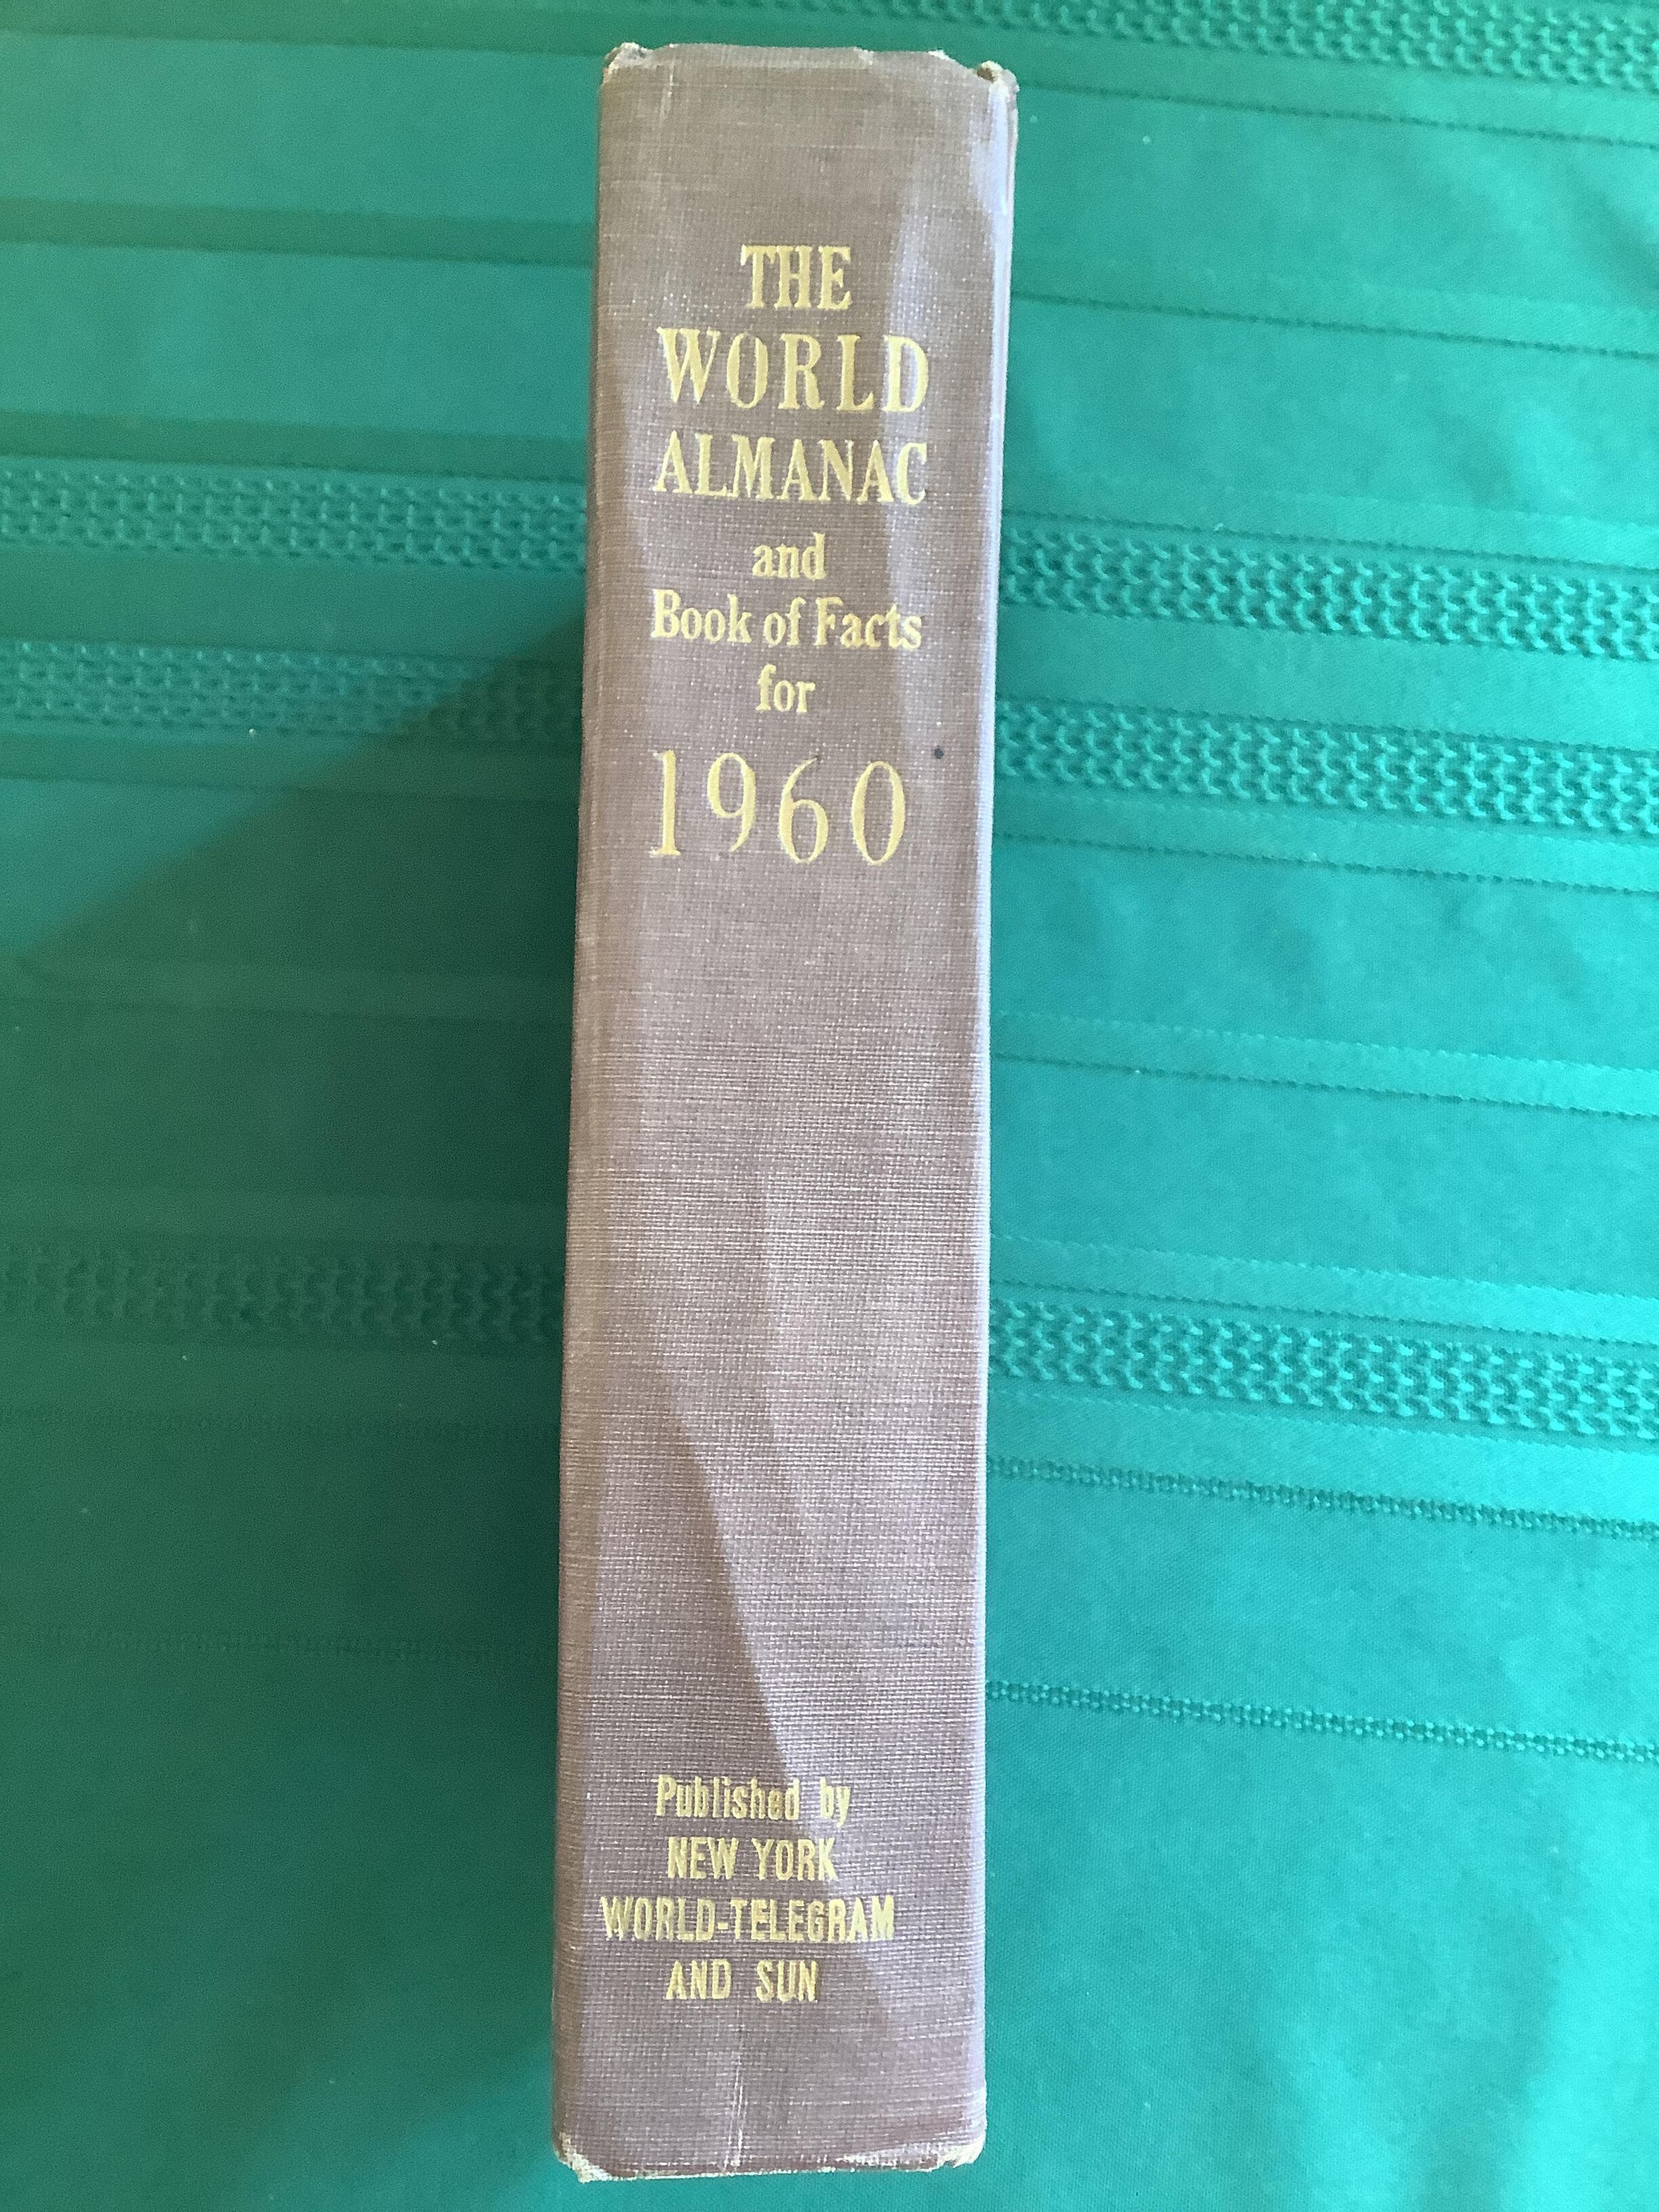 THE
WORLD
ALMANAC
and
Book of Facts
for
1960
Published by
NEW YORK
WORLD-TELEGRAM
AND SUN